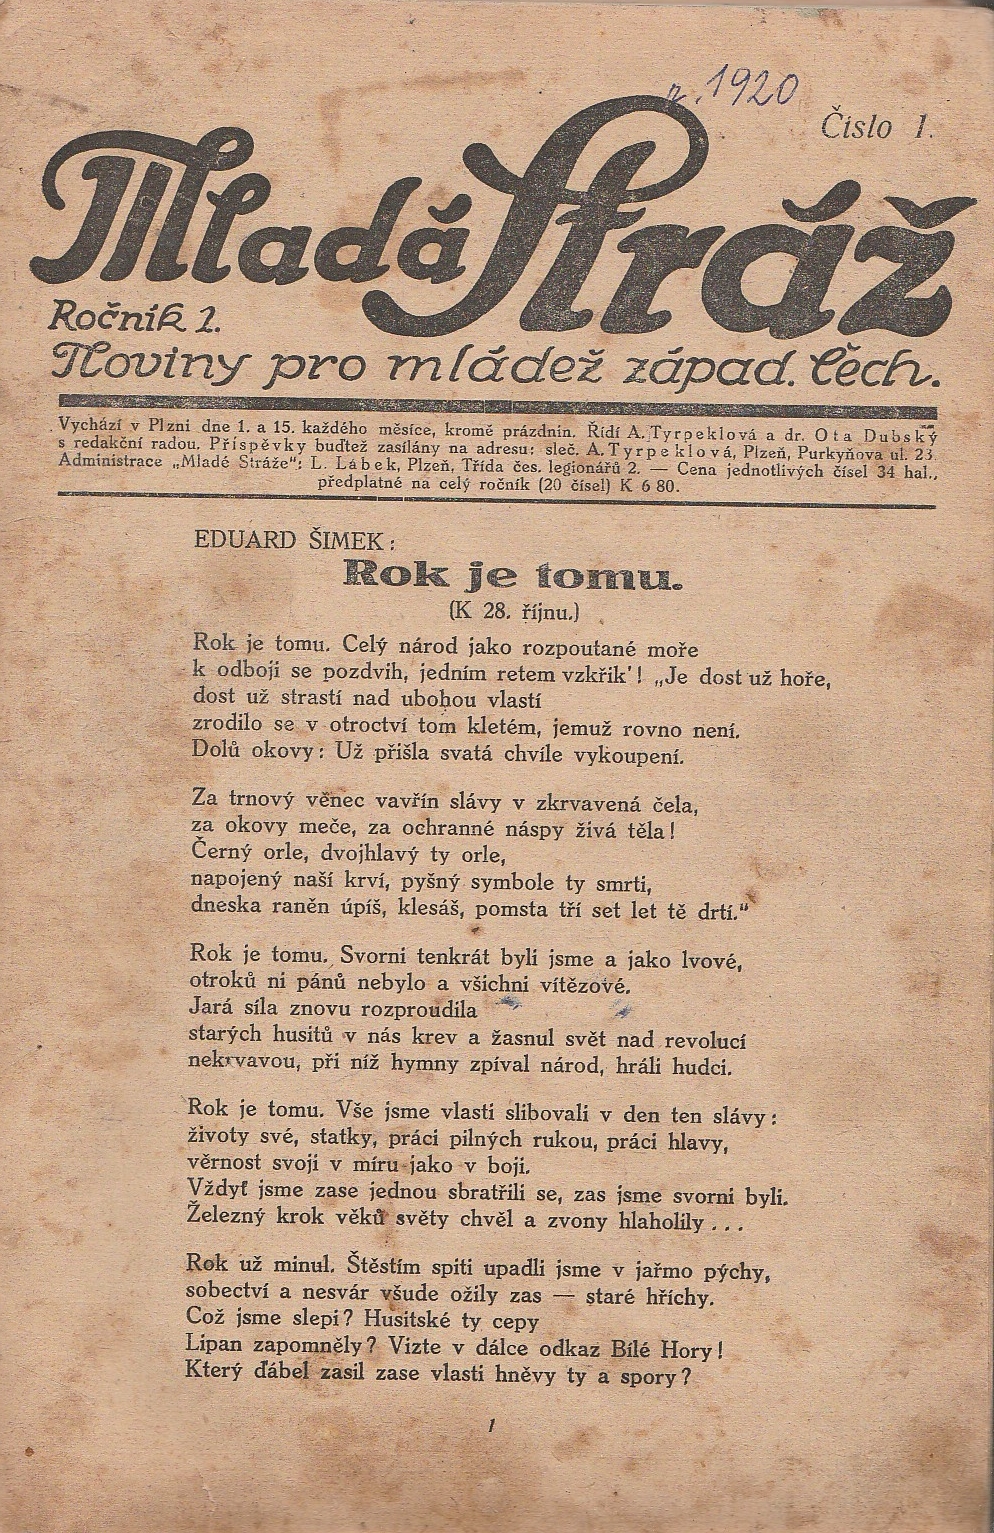 r. 1920
Číslo 1.
Mladá Stráž
Ročník 1.
Noviny pro mládež západ. Čech.
Vychází v Plzni dne 1. a 15. každého měsíce, kromě prázdnin. Řídí A. Tyrpeklová a dr. Ota Dubský
s redakční radou. Příspěvky buďtež zasílány na adresu: sleč. A. Tyrpeklová, Plzeň, Purkyňova ul. 23.
Administrace „Mladé Stráže“: L. Lábek, Plzeň, Třída čes. legionářů 2. — Cena jednotlivých čísel 34 hal.,
předplatné na celý ročník (20 čísel) K 6 80.
EDUARD ŠIMEK:
Rok je tomu.
(K 28. říjnu.)
Rok je tomu. Celý národ jako rozpoutané moře
k odboji se pozdvih, jedním retem vzkřik'! „Je dost už hoře,
dost už strastí nad ubohou vlastí
zrodilo se v otroctví tom kletém, jemuž rovno není.
Dolů okovy: Už přišla svatá chvíle vykoupení.
Za trnový věnec vavřín slávy v zkrvavená čela,
za okovy meče, za ochranné náspy živá těla!
Černý orle, dvojhlavý ty orle,
napojený naší krví, pyšný symbole ty smrti,
dneska raněn úpíš, klesáš, pomsta tří set let tě drtí.“
Rok je tomu. Svorni tenkrát byli jsme a jako lvové,
otroků ni pánů nebylo a všichni vítězové.
Jará síla znovu rozproudila
starých husitů v nás krev a žasnul svět nad revolucí
nekrvavou, při níž hymny zpíval národ, hráli hudci.
Rok je tomu. Vše jsme vlasti slibovali v den ten slávy:
životy své, statky, práci pilných rukou, práci hlavy,
věrnost svoji v míru jako v boji.
Vždyť jsme zase jednou sbratřili se, zas jsme svorni byli.
Železný krok věků světy chvěl a zvony hlaholily ...
Rok už minul. Štěstím spiti upadli jsme v jařmo pýchy,
sobectví a nesvár všude ožily zas — staré hříchy.
Což jsme slepi? Husitské ty cepy
Lipan zapomněly? Vizte v dálce odkaz Bílé Hory!
Který ďábel zasil zase vlasti hněvy ty a spory?
1